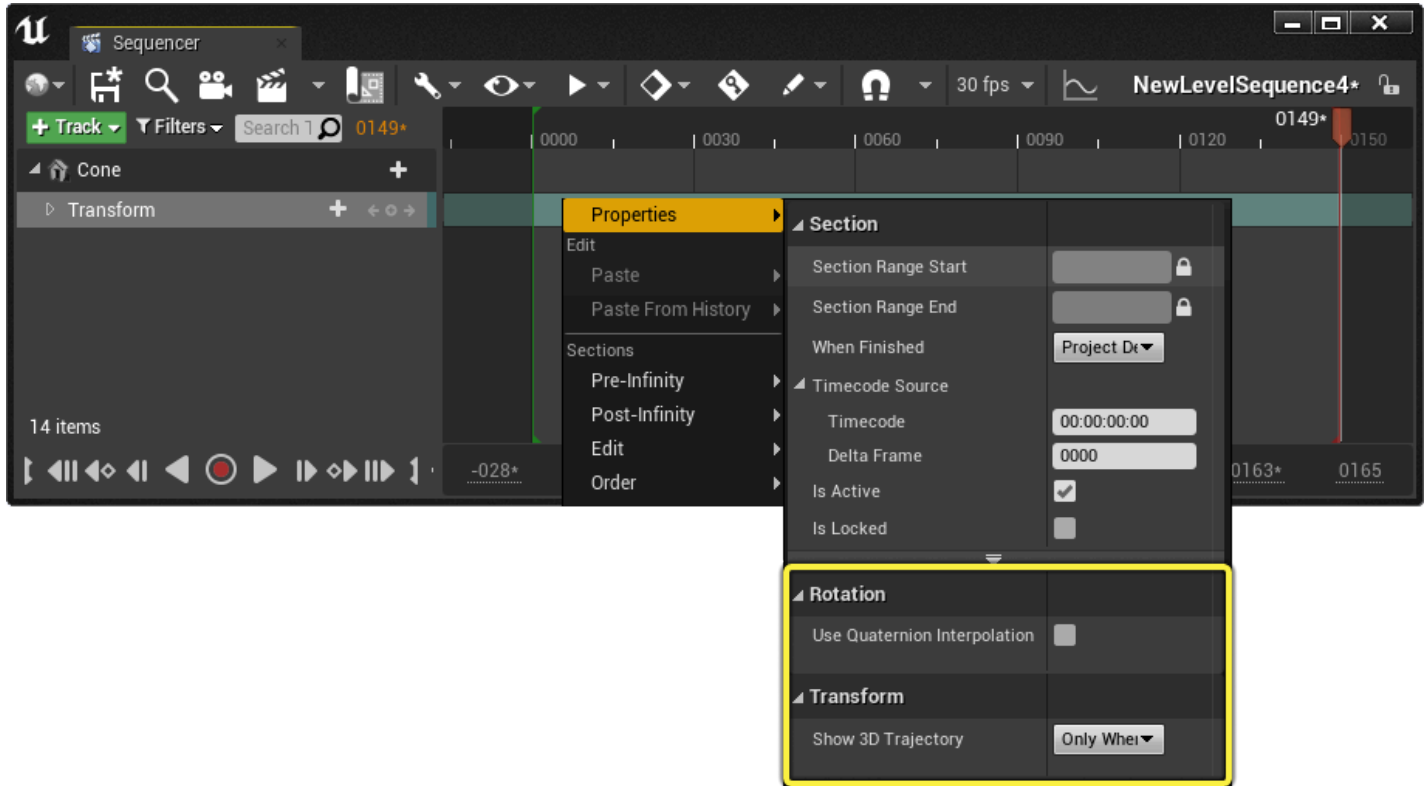 Sequencer
30 fps
NewLevelSequence4*
+ Track
Filters
Search T
0149*
0000
0030
0060
0090
0120
0149*
0150
Cone
Transform
Properties
Edit
Paste
Paste From History
Sections
Pre-Infinity
Post-Infinity
Edit
Order
Section
Section Range Start
Section Range End
When Finished
Project De
Timecode Source
Timecode
00:00:00:00
Delta Frame
0000
Is Active
Is Locked
Rotation
Use Quaternion Interpolation
Transform
Show 3D Trajectory
Only Whe
14 items
-028*
0163*
0165